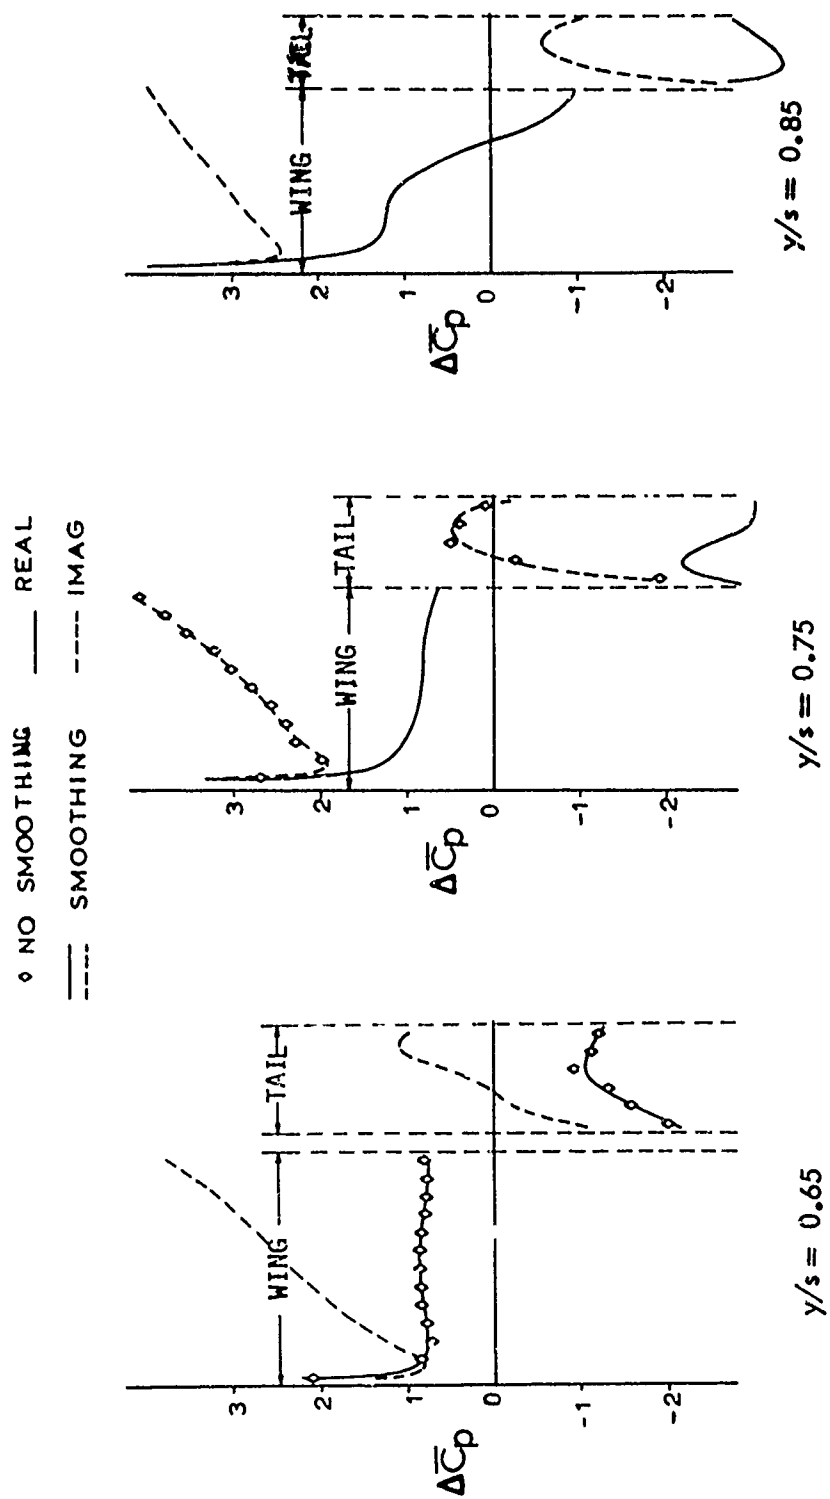 ◇ NO SMOOTHING —— REAL
SMOOTHING ---- IMAG
ΔC̅p
3
2
1
0
-1
-2
WING
TAIL
y/s = 0.65
ΔC̅p
3
2
1
0
-1
-2
WING
TAIL
y/s = 0.75
ΔC̅p
3
2
1
0
-1
-2
WING
TAIL
y/s = 0.85